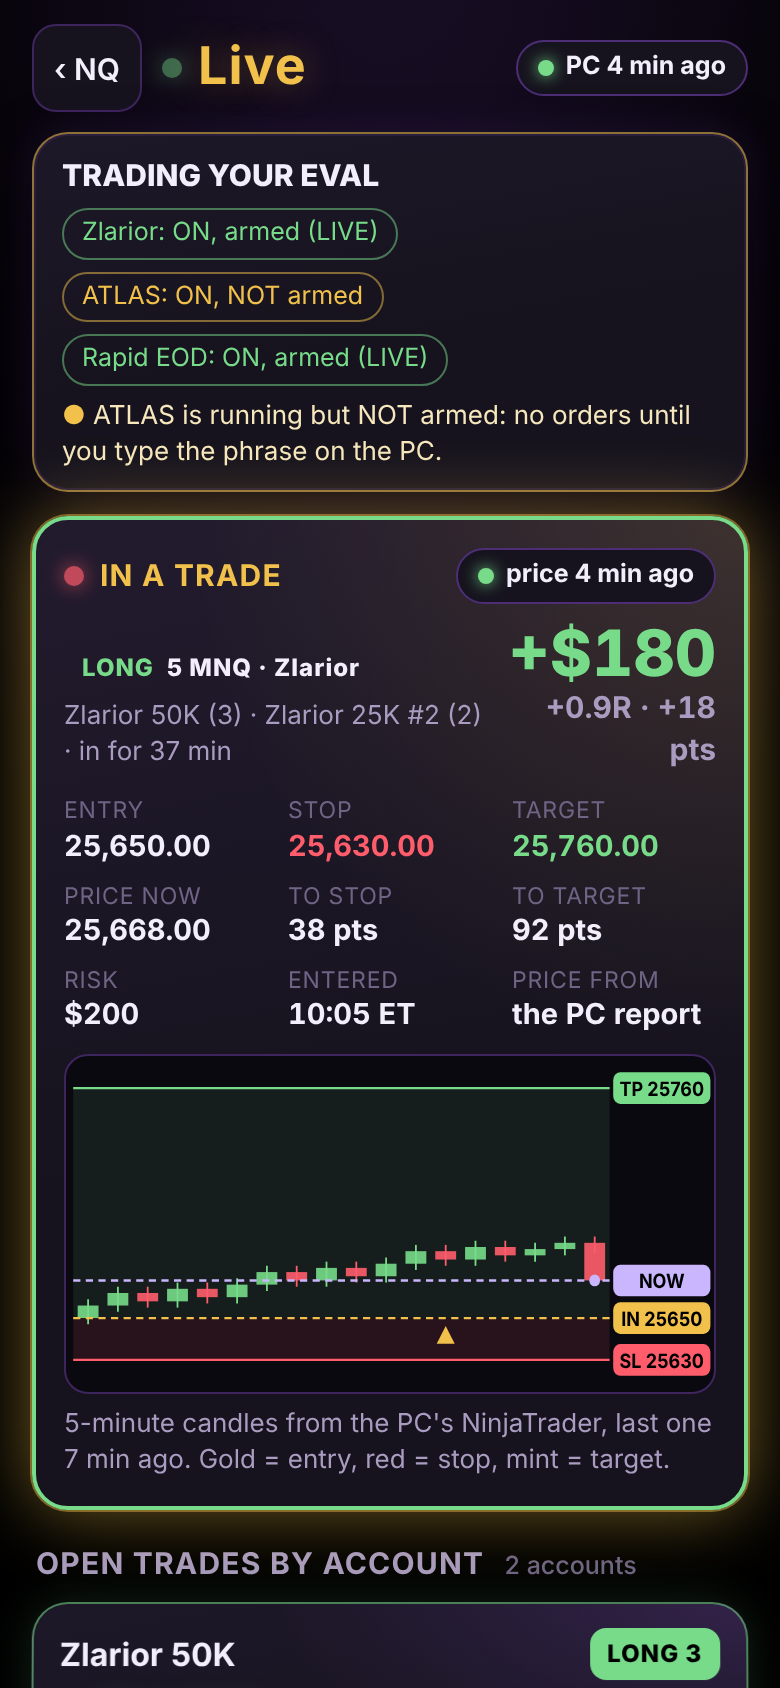 ‹ NQ
Live
PC 4 min ago
TRADING YOUR EVAL
Zlarior: ON, armed (LIVE)
ATLAS: ON, NOT armed
Rapid EOD: ON, armed (LIVE)
ATLAS is running but NOT armed: no orders until
you type the phrase on the PC.
IN A TRADE
price 4 min ago
LONG 5 MNQ · Zlarior
+$180
Zlarior 50K (3) · Zlarior 25K #2 (2)
· in for 37 min
+0.9R · +18
pts
ENTRY STOP TARGET
25,650.00 25,630.00 25,760.00
PRICE NOW TO STOP TO TARGET
25,668.00 38 pts 92 pts
RISK ENTERED PRICE FROM
$200 10:05 ET the PC report
TP 25760
NOW
IN 25650
SL 25630
5-minute candles from the PC's NinjaTrader, last one
7 min ago. Gold = entry, red = stop, mint = target.
OPEN TRADES BY ACCOUNT 2 accounts
Zlarior 50K
LONG 3